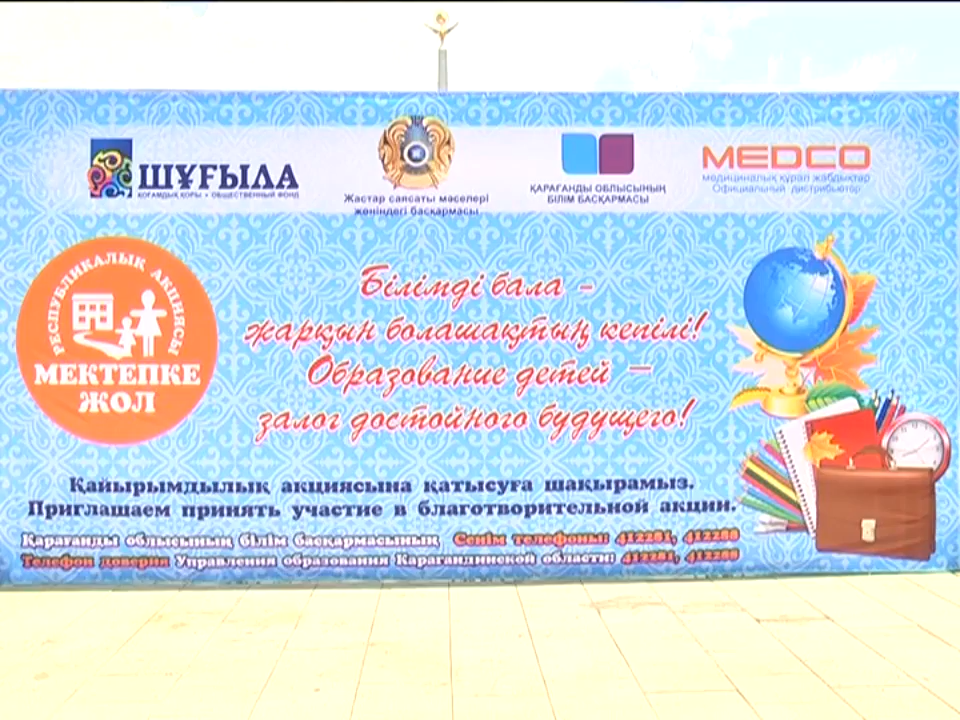 ШҰҒЫЛА
ҚОҒАМДЫҚ ҚОРЫ • ОБЩЕСТВЕННЫЙ ФОНД
Жастар саясаты мәселері
жөніндегі басқармасы
ҚАРАҒАНДЫ ОБЛЫСЫНЫҢ
БІЛІМ БАСҚАРМАСЫ
MEDCO
медициналық құрал жабдықтар
Официальный дистрибьютор
РЕСПУБЛИКАЛЫҚ АКЦИЯСЫ
МЕКТЕПКЕ
ЖОЛ
Білімді бала –
жарқын болашақтың кепілі!
Образование детей –
залог достойного будущего!
Қайырымдылық акциясына қатысуға шақырамыз.
Приглашаем принять участие в благотворительной акции.
Қарағанды облысының білім басқармасының Сенім телефоны: 412281, 412288
Телефон доверия Управления образования Карагандинской области: 412281, 412288